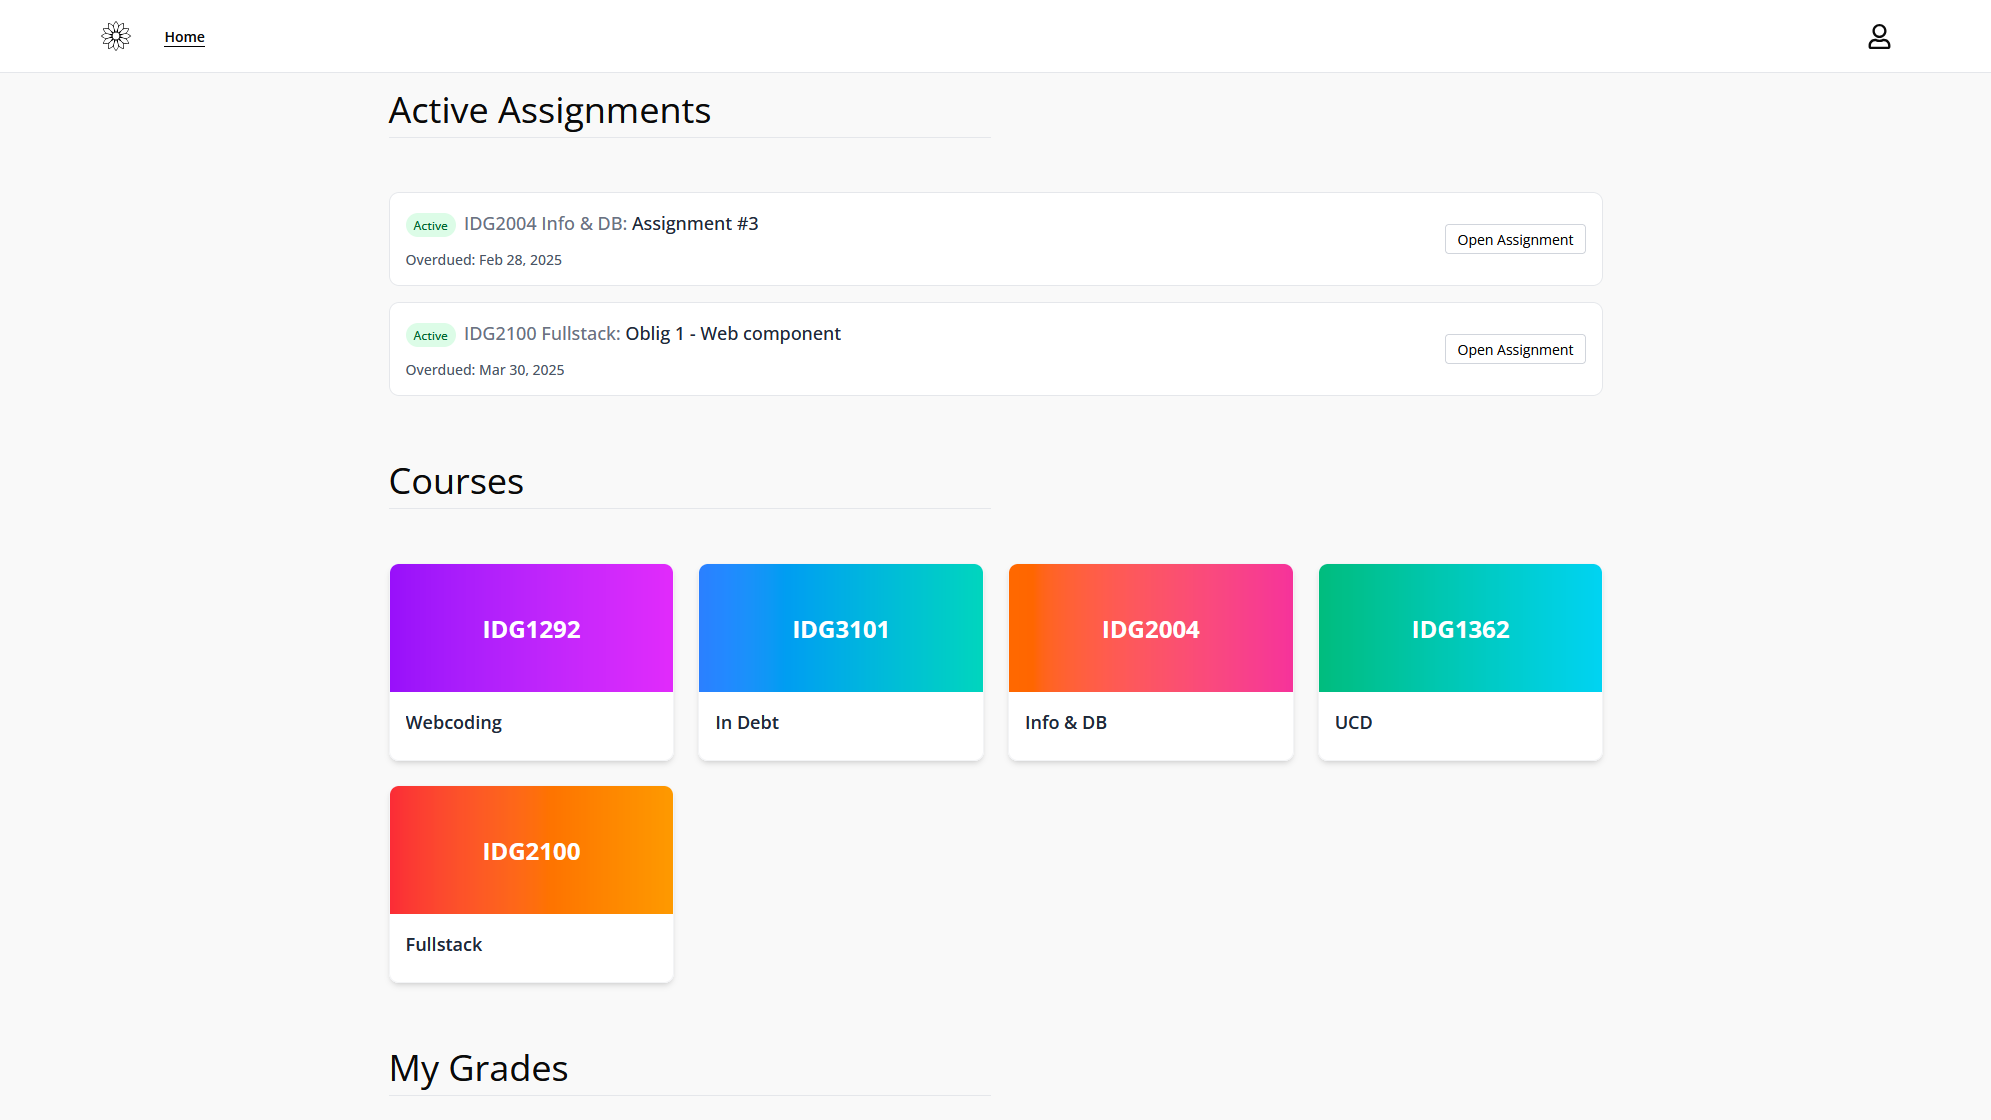 Home
Active Assignments
Active IDG2004 Info & DB: Assignment #3
Overdued: Feb 28, 2025
Open Assignment
Active IDG2100 Fullstack: Oblig 1 - Web component
Overdued: Mar 30, 2025
Open Assignment
Courses
IDG1292
Webcoding
IDG3101
In Debt
IDG2004
Info & DB
IDG1362
UCD
IDG2100
Fullstack
My Grades